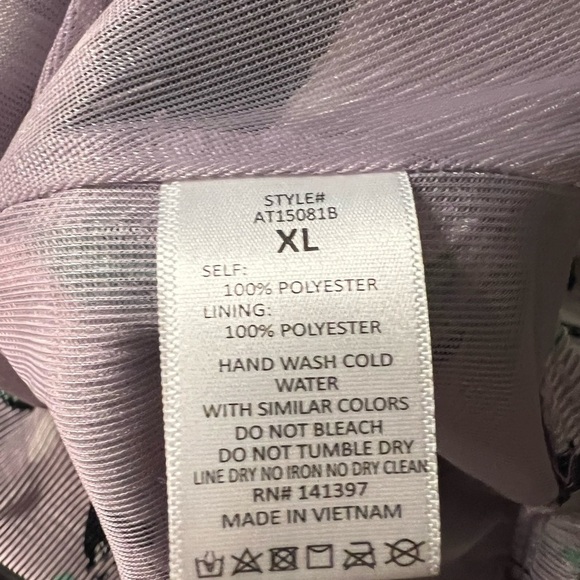 STYLE#
AT15081B
XL
SELF:
100% POLYESTER
LINING:
100% POLYESTER
HAND WASH COLD
WATER
WITH SIMILAR COLORS
DO NOT BLEACH
DO NOT TUMBLE DRY
LINE DRY NO IRON NO DRY CLEAN
RN# 141397
MADE IN VIETNAM